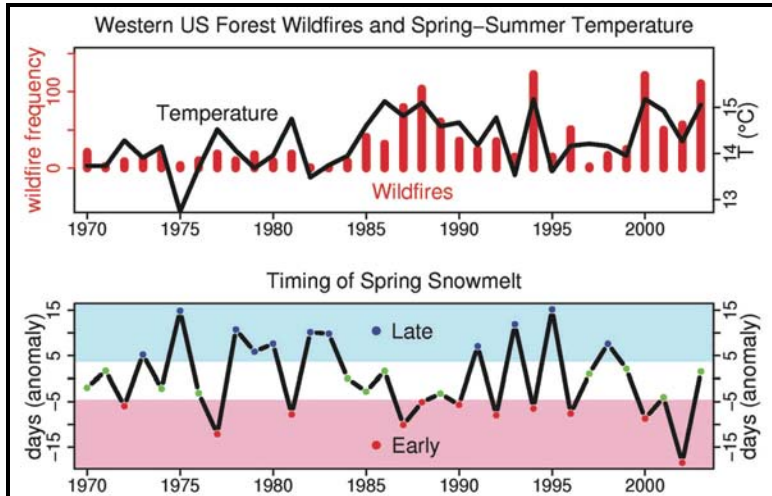 Western US Forest Wildfires and Spring−Summer Temperature
wildfire frequency
0
100
Temperature
Wildfires
13
14
15
T (°C)
1970
1975
1980
1985
1990
1995
2000
Timing of Spring Snowmelt
days (anomaly)
15
5
−5
−15
Late
Early
15
5
−5
−15
days (anomaly)
1970
1975
1980
1985
1990
1995
2000